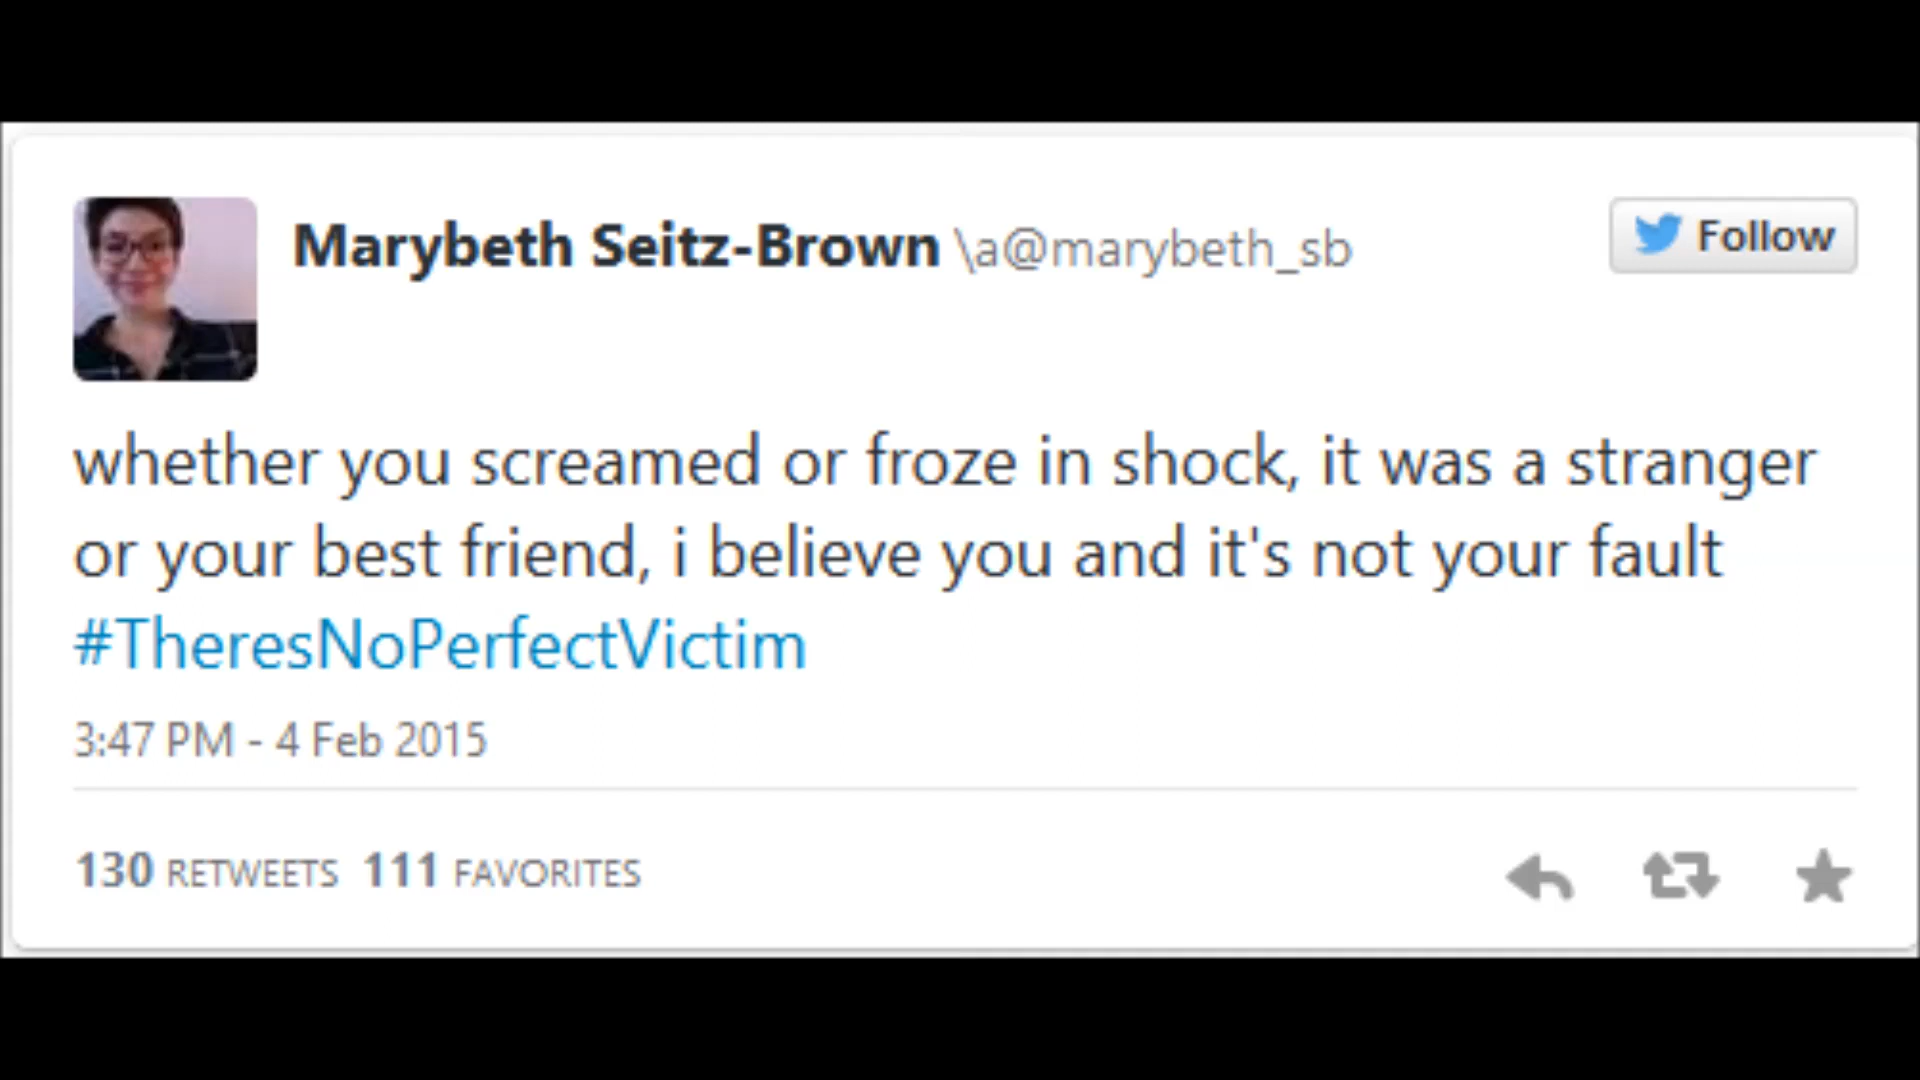 Marybeth Seitz-Brown \a@marybeth_sb
Follow
whether you screamed or froze in shock, it was a stranger
or your best friend, i believe you and it's not your fault
#TheresNoPerfectVictim
3:47 PM - 4 Feb 2015
130 RETWEETS 111 FAVORITES